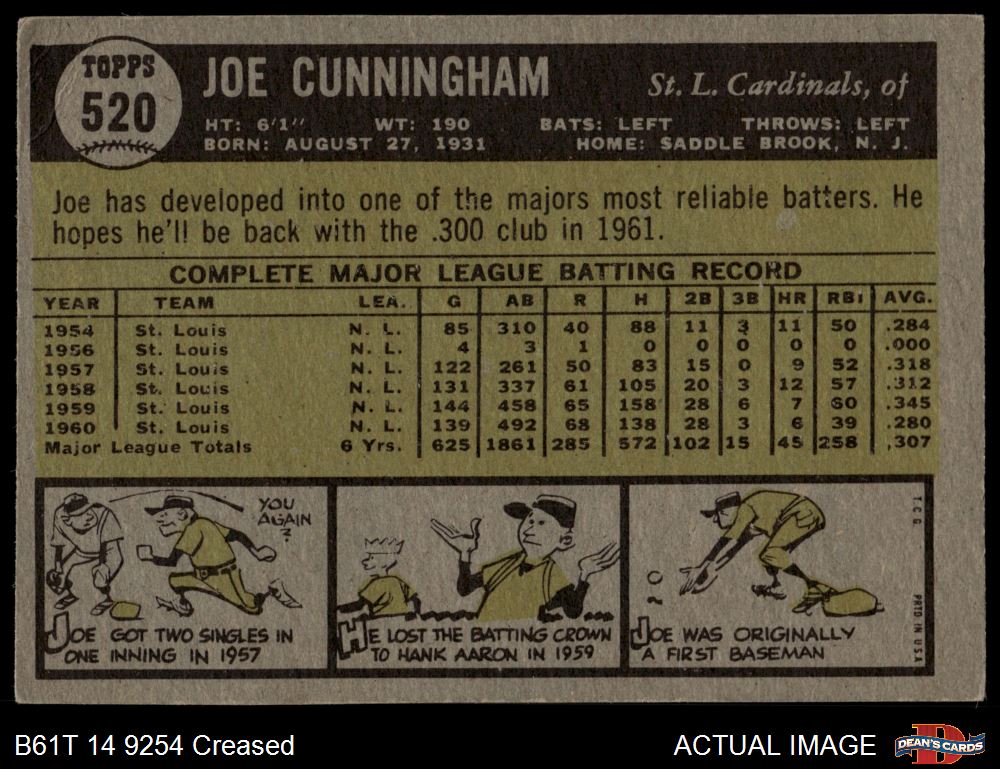 TOPPS
520
JOE CUNNINGHAM
St. L. Cardinals, of
HT: 6'1" WT: 190 BATS: LEFT THROWS: LEFT
BORN: AUGUST 27, 1931 HOME: SADDLE BROOK, N. J.
Joe has developed into one of the majors most reliable batters. He
hopes he'll be back with the .300 club in 1961.
COMPLETE MAJOR LEAGUE BATTING RECORD
YEAR TEAM LEA. G AB R H 2B 3B HR RBI AVG.
1954 St. Louis N. L. 85 310 40 88 11 3 11 50 .284
1956 St. Louis N. L. 4 3 1 0 0 0 0 0 .000
1957 St. Louis N. L. 122 261 50 83 15 0 9 52 .318
1958 St. Louis N. L. 131 337 61 105 20 3 12 57 .312
1959 St. Louis N. L. 144 458 65 158 28 6 7 60 .345
1960 St. Louis N. L. 139 492 68 138 28 3 6 39 .280
Major League Totals 6 Yrs. 625 1861 285 572 102 15 45 258 .307
YOU
AGAIN
?
JOE GOT TWO SINGLES IN
ONE INNING IN 1957
HE LOST THE BATTING CROWN
TO HANK AARON IN 1959
JOE WAS ORIGINALLY
A FIRST BASEMAN
T.C.G.
PRTD IN U.S.A.
B61T 14 9254 Creased
ACTUAL IMAGE
D
DEAN'S CARDS